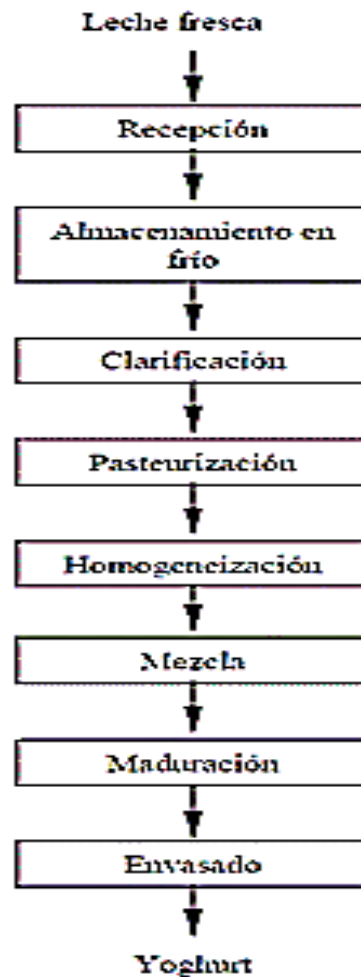 Leche fresca
Recepción
Almacenamiento en
frío
Clarificación
Pasteurización
Homogeneización
Mezcla
Maduración
Envasado
Yoghurt